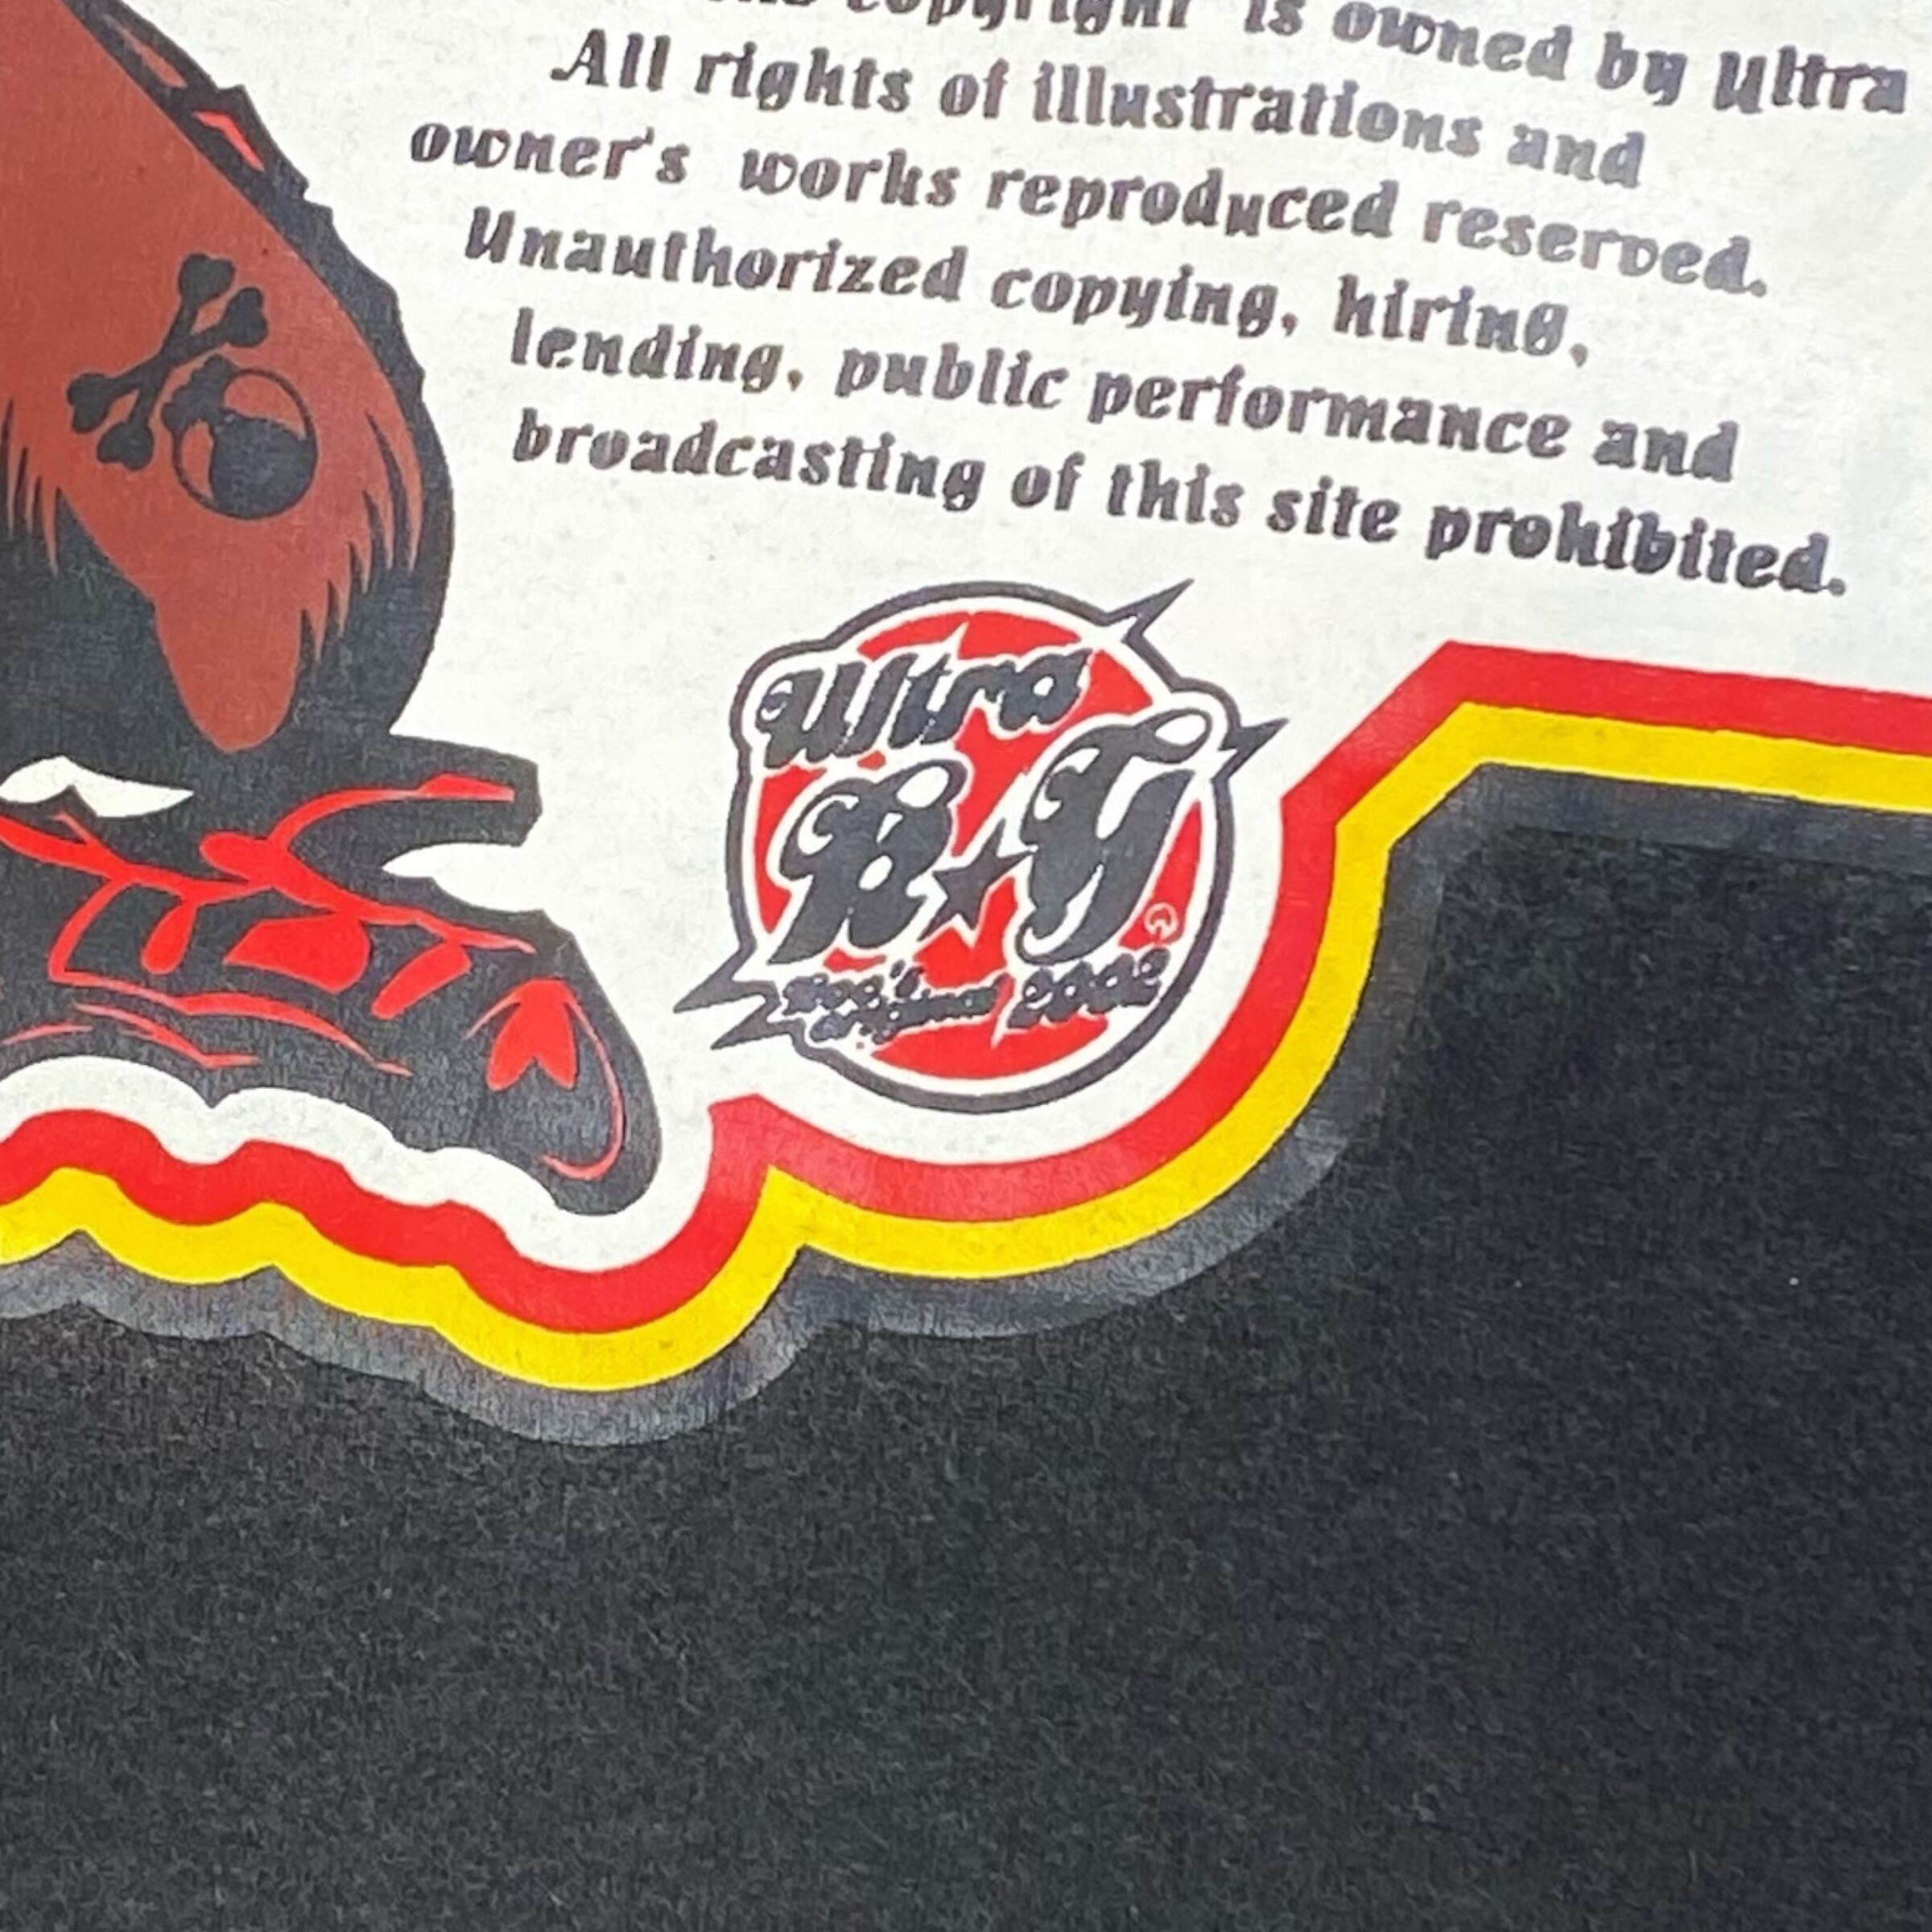 copyright is owned by Ultra
All rights of illustrations and
owner's works reproduced reserved.
Unauthorized copying, hiring,
lending, public performance and
broadcasting of this site prohibited.
Ultra
B★Y
original 2002